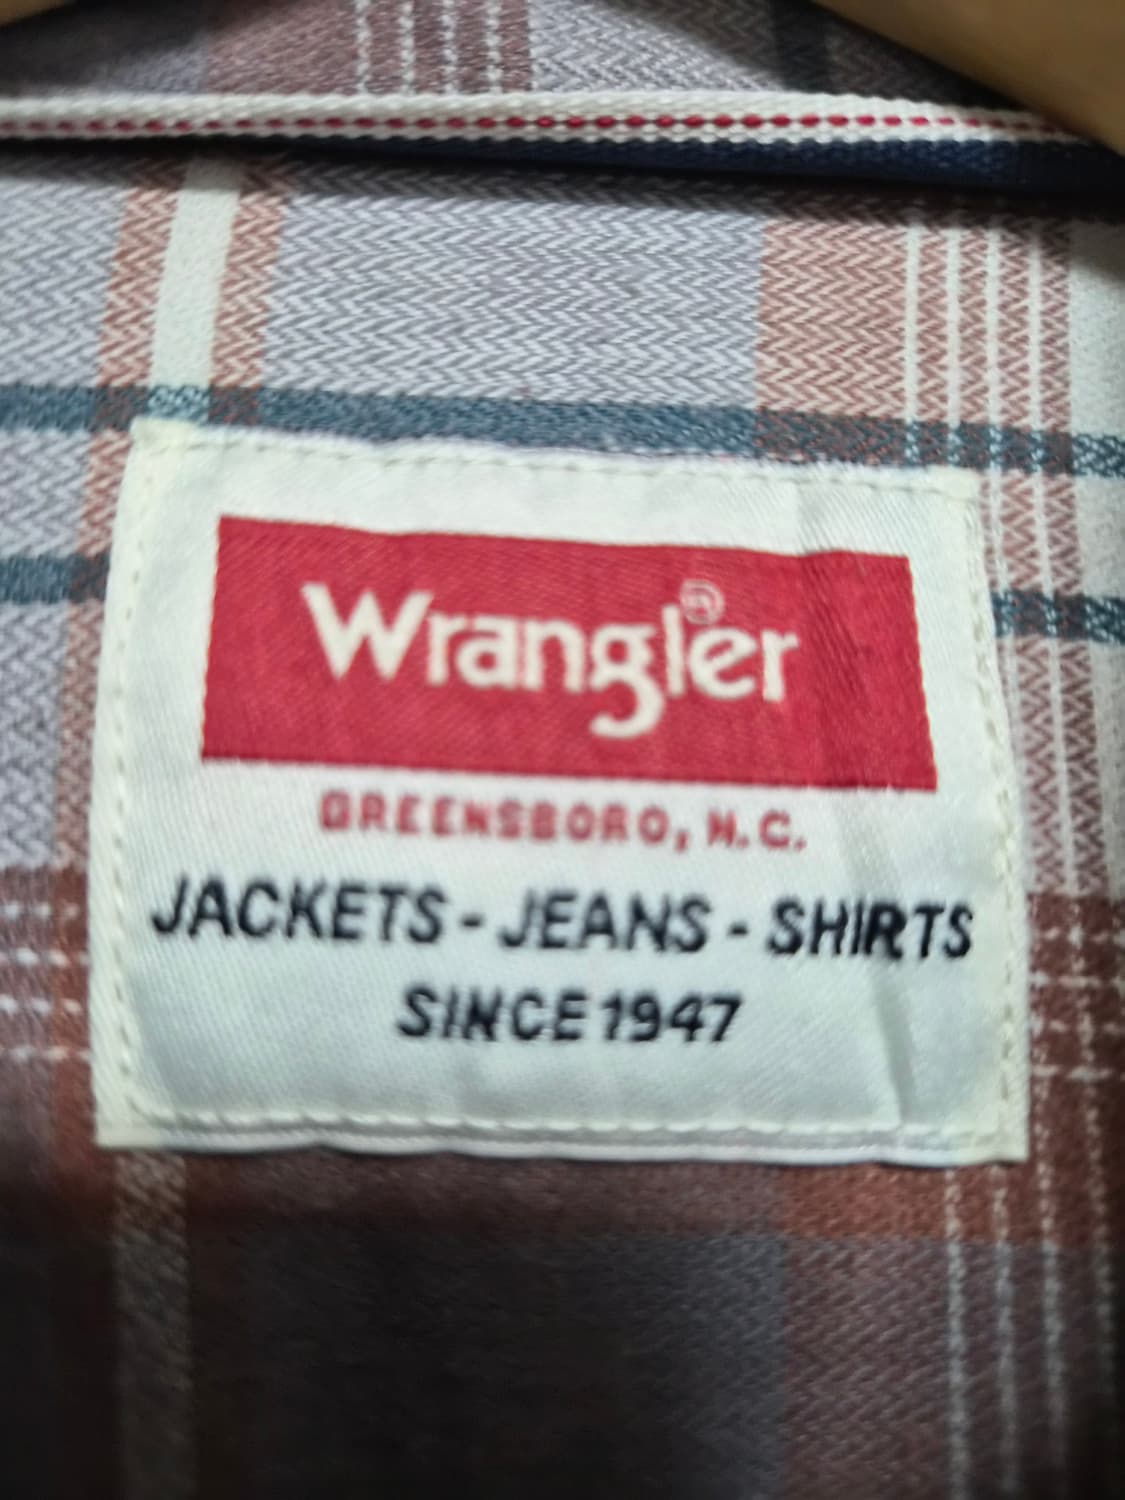 Wrangler®
GREENSBORO, N.C.
JACKETS - JEANS - SHIRTS
SINCE 1947